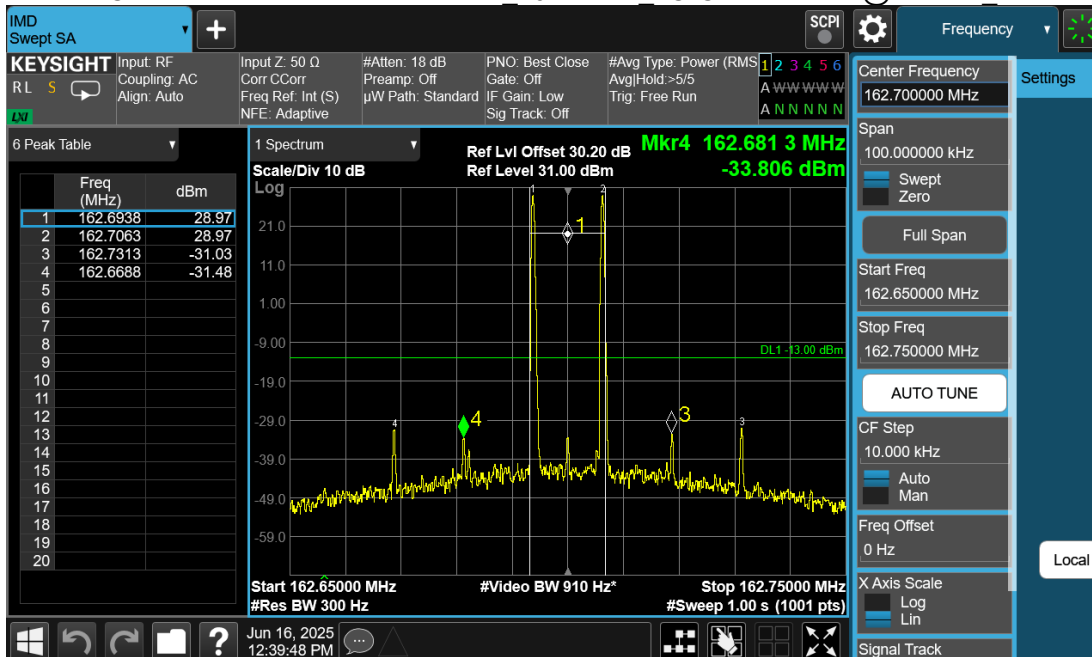 IMD
Swept SA
+
SCPI
Frequency
KEYSIGHT
RL S
LXI
Input: RF
Coupling: AC
Align: Auto
Input Z: 50 Ω
Corr CCorr
Freq Ref: Int (S)
NFE: Adaptive
#Atten: 18 dB
Preamp: Off
µW Path: Standard
PNO: Best Close
Gate: Off
IF Gain: Low
Sig Track: Off
#Avg Type: Power (RMS
Avg|Hold:>5/5
Trig: Free Run
1 2 3 4 5 6
A W W W W W
A N N N N N
6 Peak Table
Freq (MHz) dBm
1 162.6938 28.97
2 162.7063 28.97
3 162.7313 -31.03
4 162.6688 -31.48
5
6
7
8
9
10
11
12
13
14
15
16
17
18
19
20
1 Spectrum
Scale/Div 10 dB
Ref Lvl Offset 30.20 dB
Ref Level 31.00 dBm
Mkr4 162.681 3 MHz
-33.806 dBm
Log
1 2
21.0
1
11.0
1.00
-9.00
DL1 -13.00 dBm
-19.0
-29.0
4 4 3 3
-39.0
-49.0
-59.0
Start 162.65000 MHz
#Video BW 910 Hz*
Stop 162.75000 MHz
#Res BW 300 Hz
#Sweep 1.00 s (1001 pts)
Center Frequency
162.700000 MHz
Span
100.000000 kHz
Swept
Zero
Full Span
Start Freq
162.650000 MHz
Stop Freq
162.750000 MHz
AUTO TUNE
CF Step
10.000 kHz
Auto
Man
Freq Offset
0 Hz
X Axis Scale
Log
Lin
Signal Track
Settings
Local
?
Jun 16, 2025
12:39:48 PM